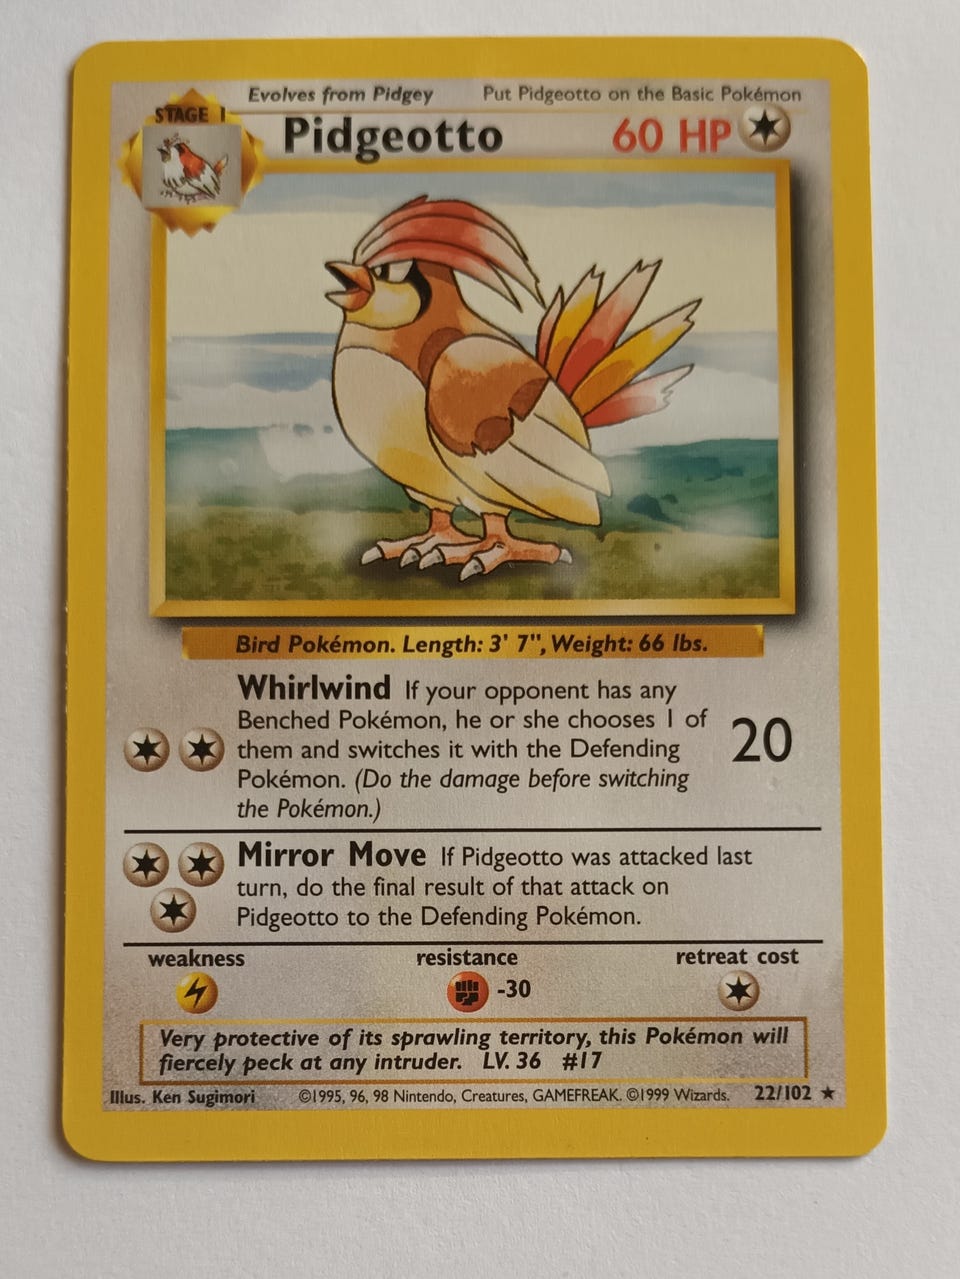 Evolves from Pidgey Put Pidgeotto on the Basic Pokémon
STAGE 1
Pidgeotto 60 HP
Bird Pokémon. Length: 3' 7", Weight: 66 lbs.
Whirlwind If your opponent has any
Benched Pokémon, he or she chooses 1 of
them and switches it with the Defending
Pokémon. (Do the damage before switching
the Pokémon.)
20
Mirror Move If Pidgeotto was attacked last
turn, do the final result of that attack on
Pidgeotto to the Defending Pokémon.
weakness resistance retreat cost
-30
Very protective of its sprawling territory, this Pokémon will
fiercely peck at any intruder. LV. 36 #17
Illus. Ken Sugimori ©1995, 96, 98 Nintendo, Creatures, GAMEFREAK. ©1999 Wizards. 22/102 ★